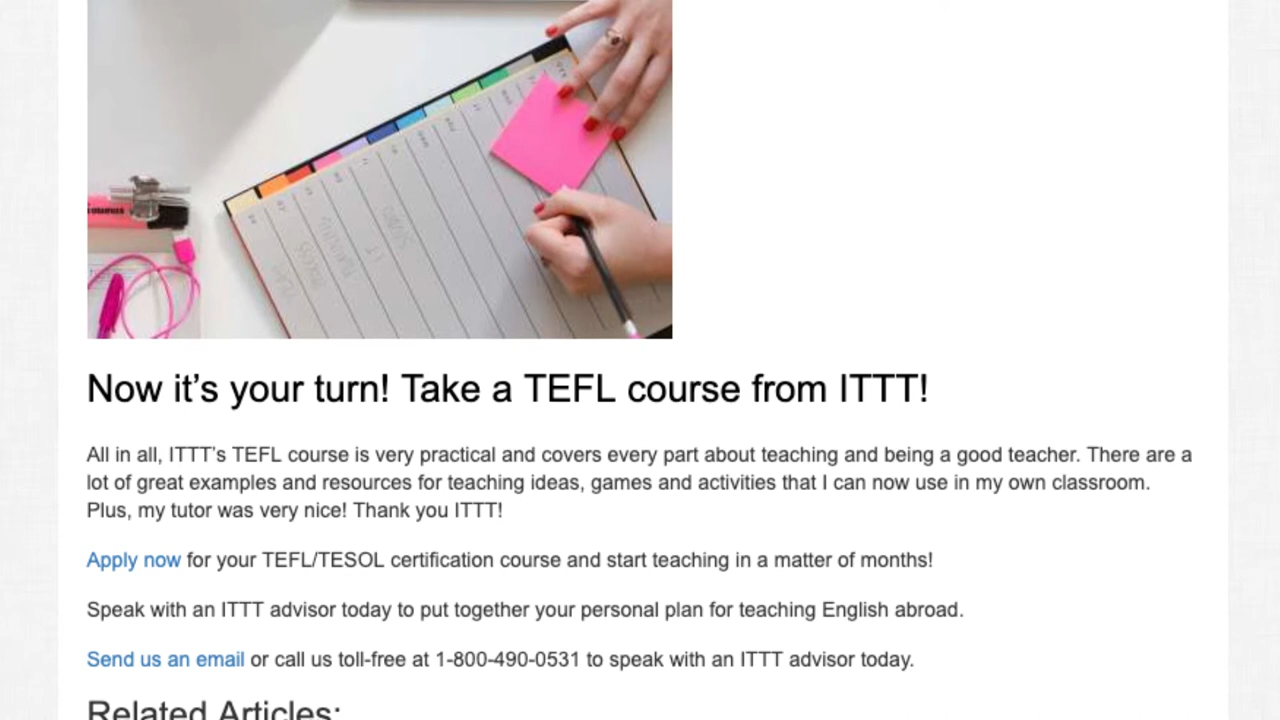 Now it’s your turn! Take a TEFL course from ITTT!
All in all, ITTT’s TEFL course is very practical and covers every part about teaching and being a good teacher. There are a
lot of great examples and resources for teaching ideas, games and activities that I can now use in my own classroom.
Plus, my tutor was very nice! Thank you ITTT!
Apply now for your TEFL/TESOL certification course and start teaching in a matter of months!
Speak with an ITTT advisor today to put together your personal plan for teaching English abroad.
Send us an email or call us toll-free at 1-800-490-0531 to speak with an ITTT advisor today.
Related Articles: